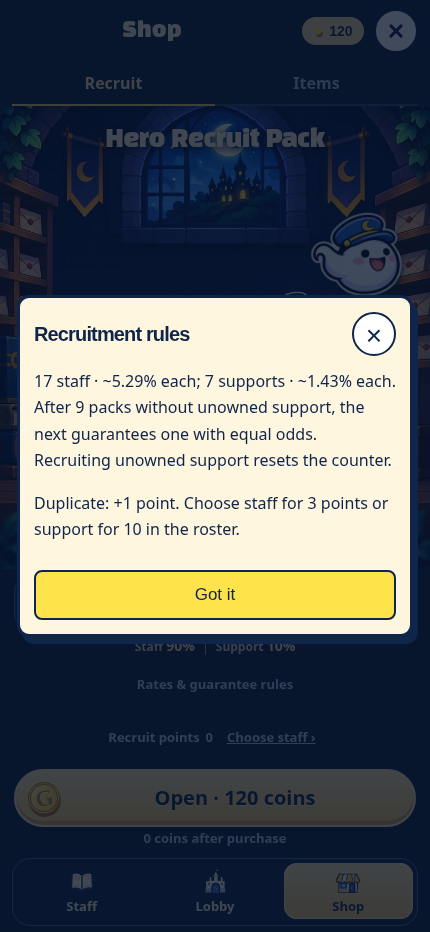 Shop
120
Recruit
Items
Hero Recruit Pack
Recruitment rules
17 staff · ~5.29% each; 7 supports · ~1.43% each.
After 9 packs without unowned support, the
next guarantees one with equal odds.
Recruiting unowned support resets the counter.
Duplicate: +1 point. Choose staff for 3 points or
support for 10 in the roster.
Got it
Staff 90% | Support 10%
Rates & guarantee rules
Recruit points 0 Choose staff ›
G
Open · 120 coins
0 coins after purchase
Staff
Lobby
Shop